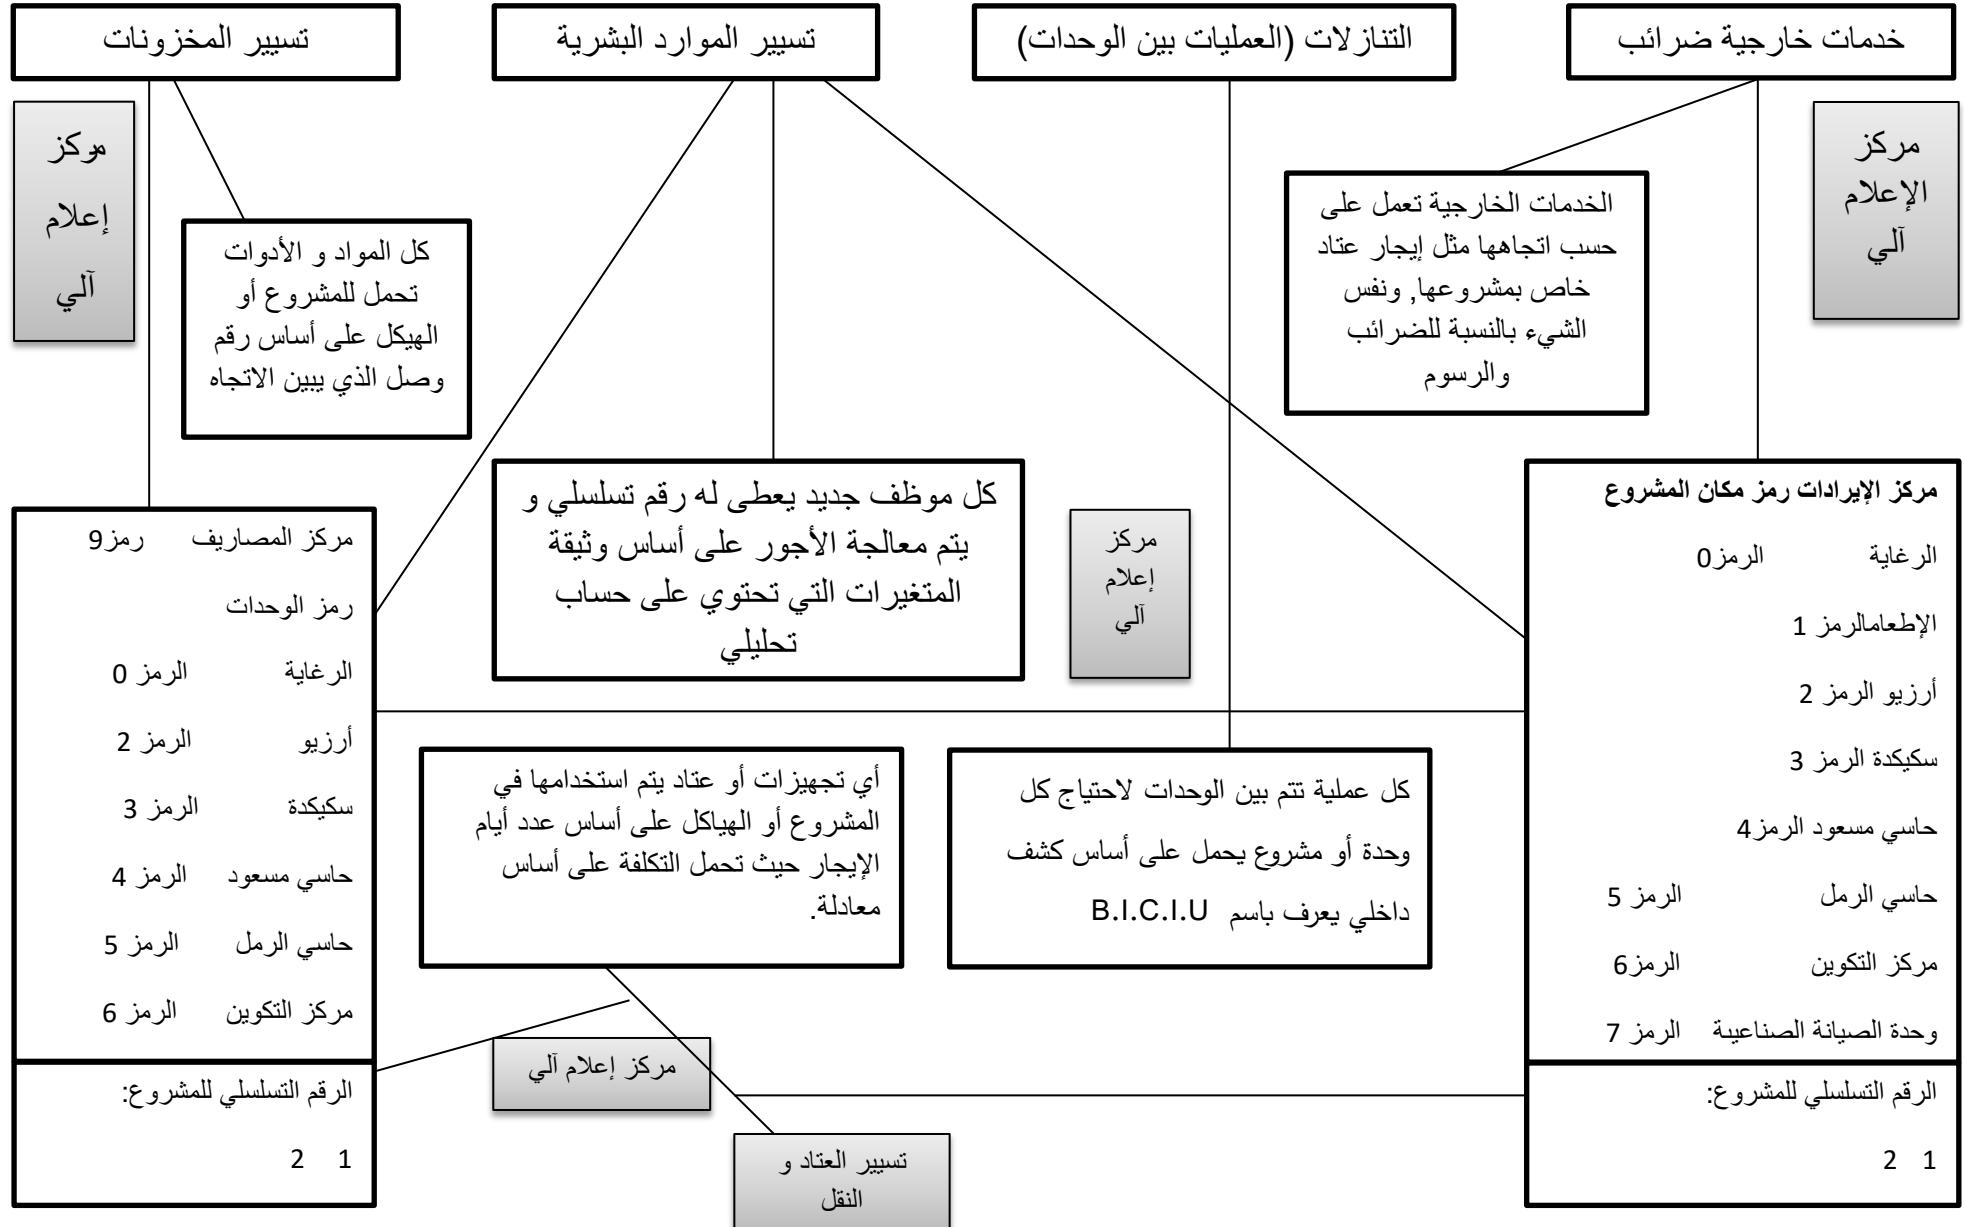 خدمات خارجية ضرائب
التنازلات (العمليات بين الوحدات)
تسيير الموارد البشرية
تسيير المخزونات
مركز
الإعلام
آلي
الخدمات الخارجية تعمل على
حسب اتجاهها مثل إيجار عتاد
خاص بمشروعها, ونفس
الشيء بالنسبة للضرائب
والرسوم
كل المواد و الأدوات
تحمل للمشروع أو
الهيكل على أساس رقم
وصل الذي يبين الاتجاه
موكز
إعلام
آلي
مركز الإيرادات رمز مكان المشروع
الرغاية الرمز0
الإطعامالرمز 1
أرزيو الرمز 2
سكيكدة الرمز 3
حاسي مسعود الرمز4
حاسي الرمل الرمز 5
مركز التكوين الرمز6
وحدة الصيانة الصناعيبة الرمز 7
الرقم التسلسلي للمشروع:
1 2
مركز
إعلام
آلي
كل موظف جديد يعطى له رقم تسلسلي و
يتم معالجة الأجور على أساس وثيقة
المتغيرات التي تحتوي على حساب
تحليلي
كل عملية تتم بين الوحدات لاحتياج كل
وحدة أو مشروع يحمل على أساس كشف
داخلي يعرف باسم B.I.C.I.U
أي تجهيزات أو عتاد يتم استخدامها في
المشروع أو الهياكل على أساس عدد أيام
الإيجار حيث تحمل التكلفة على أساس
معادلة.
مركز المصاريف رمز9
رمز الوحدات
الرغاية الرمز 0
أرزيو الرمز 2
سكيكدة الرمز 3
حاسي مسعود الرمز 4
حاسي الرمل الرمز 5
مركز التكوين الرمز 6
الرقم التسلسلي للمشروع:
1 2
مركز إعلام آلي
تسيير العتاد و
النقل